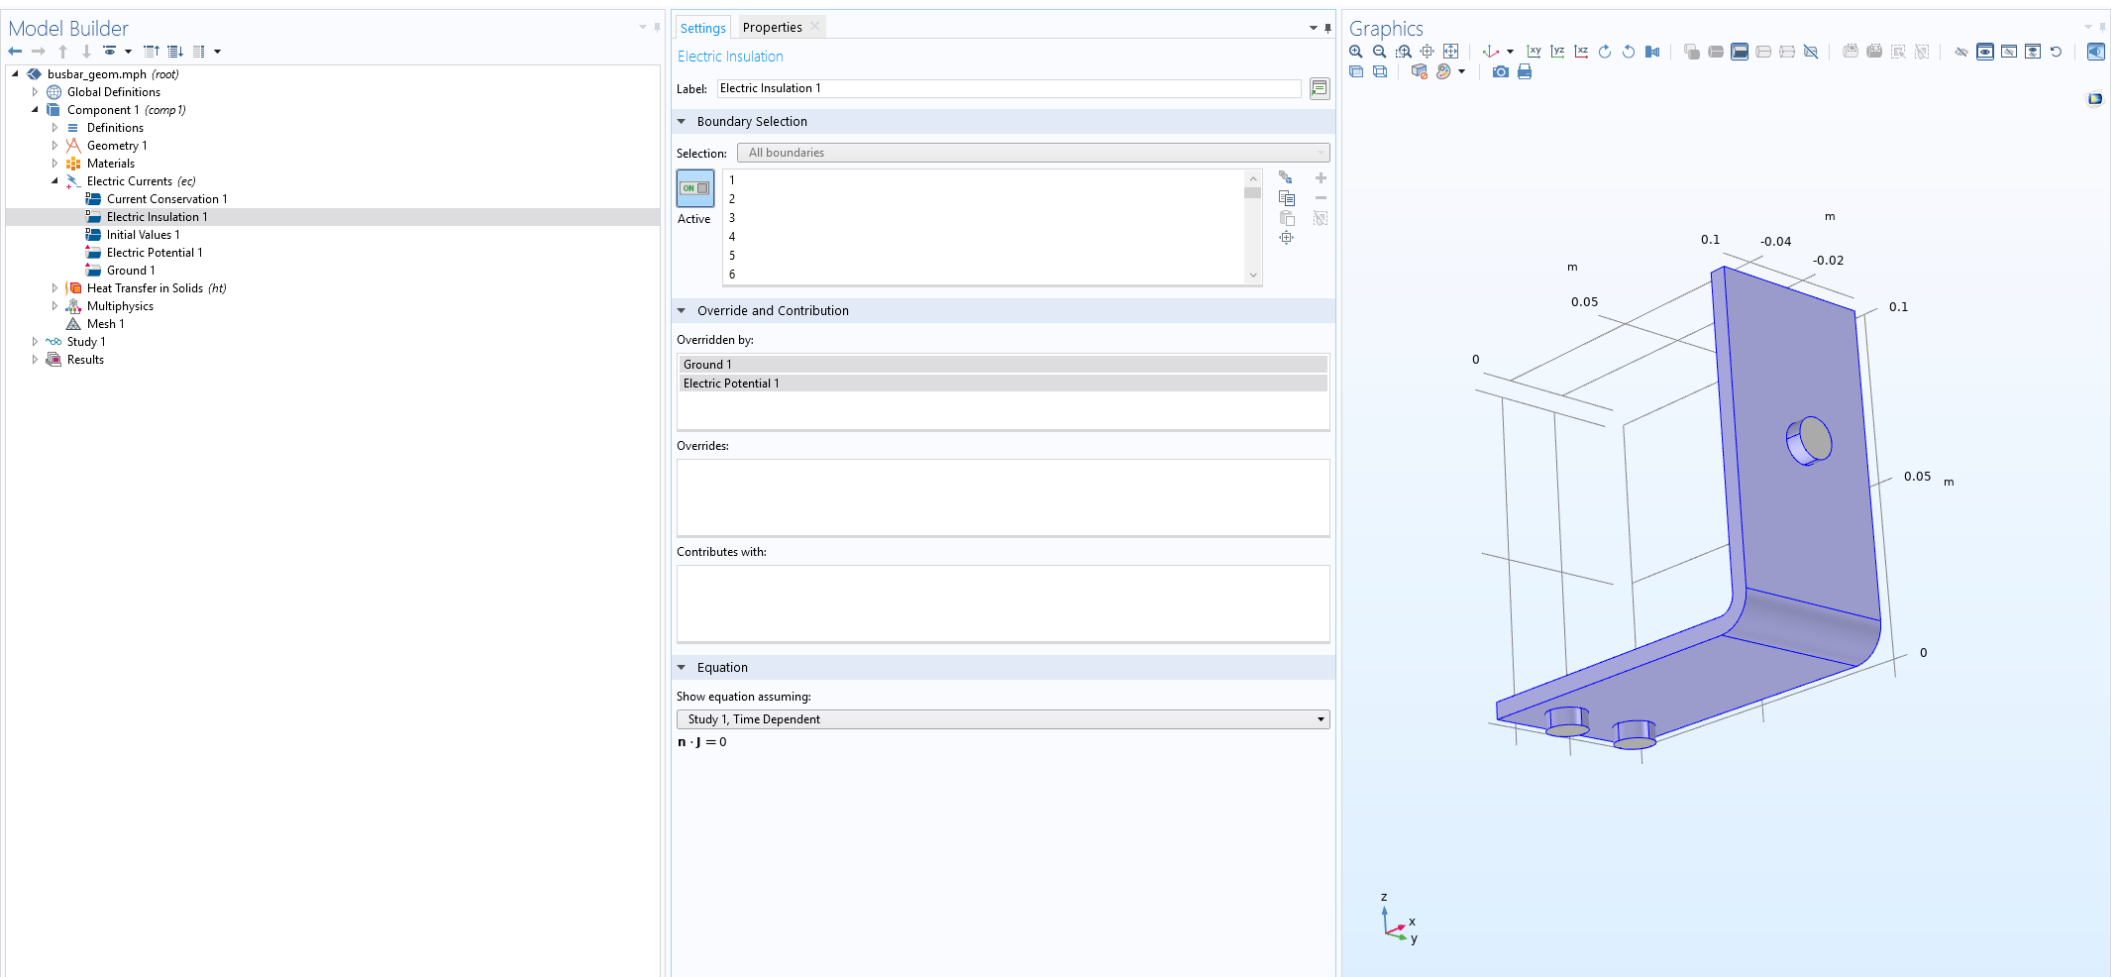 Model Builder
busbar_geom.mph (root)
Global Definitions
Component 1 (comp1)
Definitions
Geometry 1
Materials
Electric Currents (ec)
Current Conservation 1
Electric Insulation 1
Initial Values 1
Electric Potential 1
Ground 1
Heat Transfer in Solids (ht)
Multiphysics
Mesh 1
Study 1
Results
Settings Properties
Electric Insulation
Label: Electric Insulation 1
Boundary Selection
Selection: All boundaries
ON
Active
1
2
3
4
5
6
Override and Contribution
Overridden by:
Ground 1
Electric Potential 1
Overrides:
Contributes with:
Equation
Show equation assuming:
Study 1, Time Dependent
n · J = 0
Graphics
xy yz xz
m
0.1 -0.04
-0.02
m
0.05
0.1
0
0.05 m
0
z
x
y